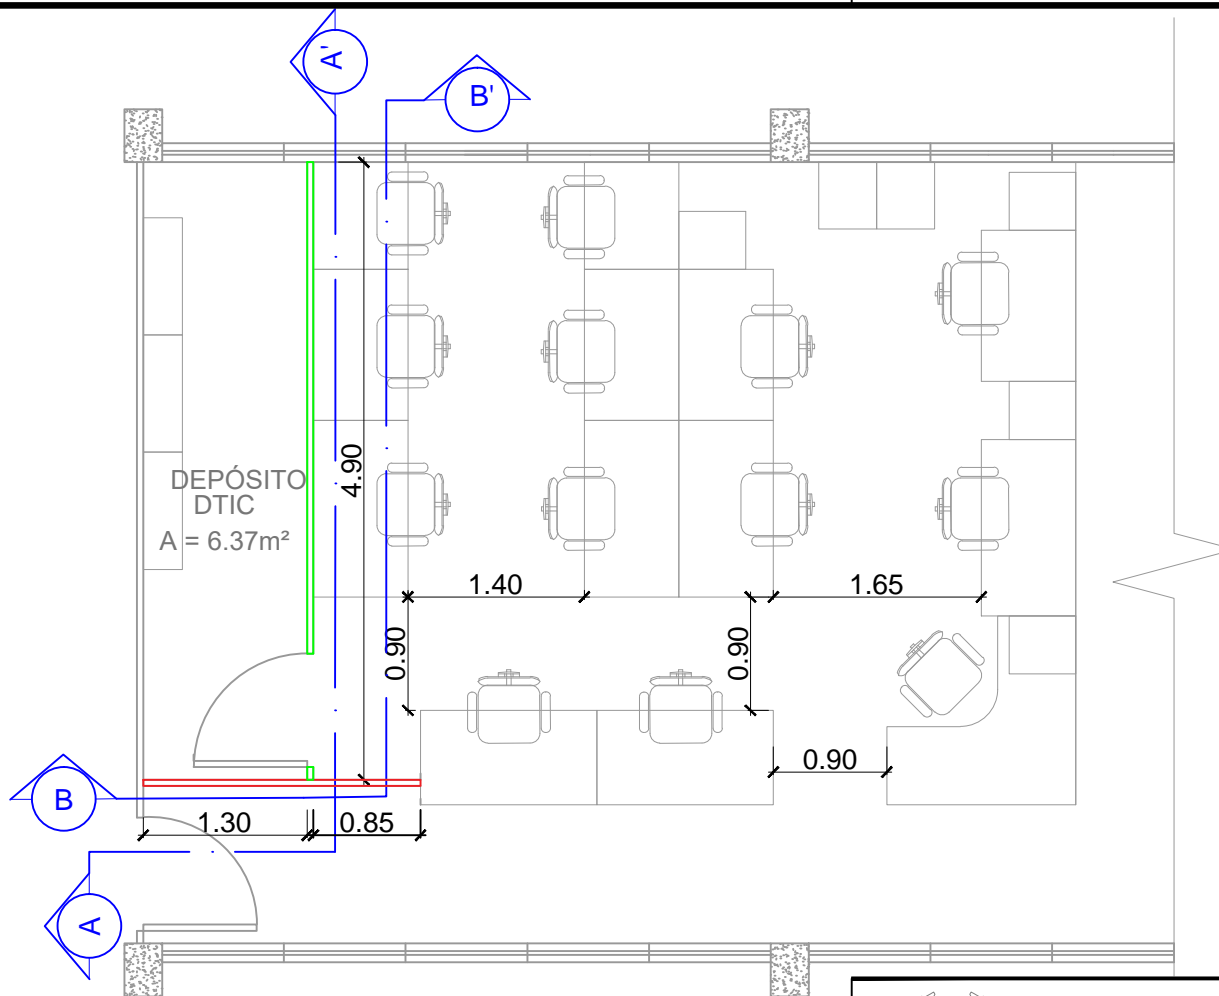 A'
B'
4.90
DEPÓSITO
DTIC
A = 6.37m²
1.40
1.65
0.90
0.90
0.90
B
1.30
0.85
A